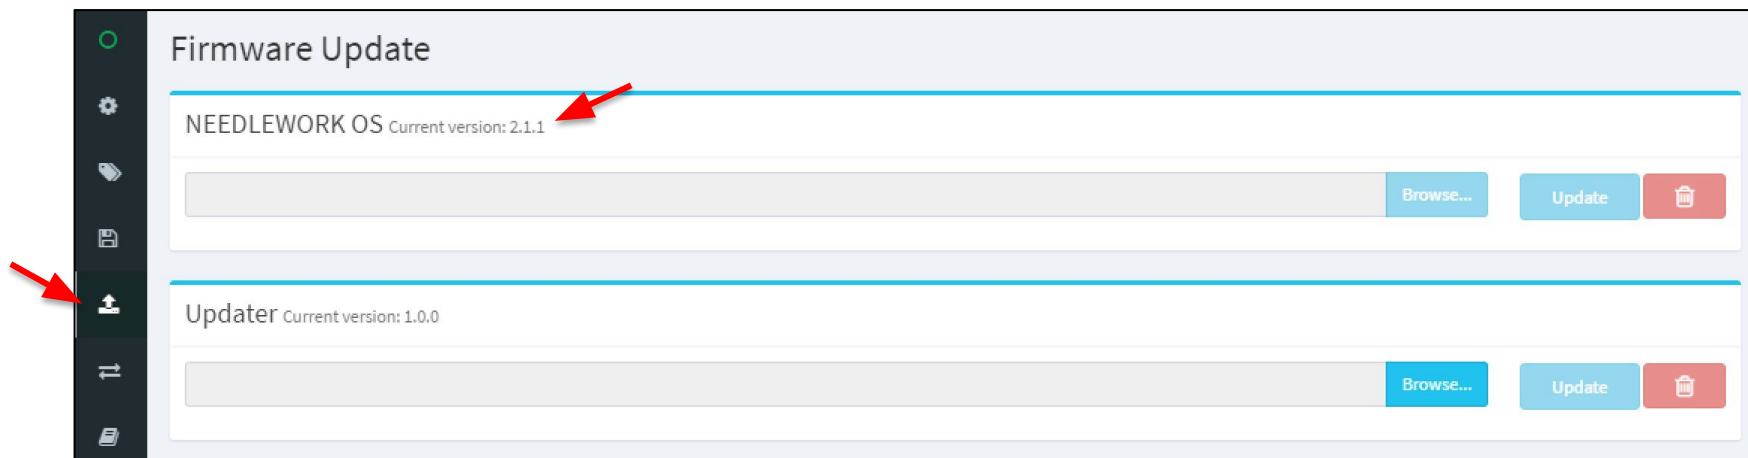 Firmware Update
NEEDLEWORK OS Current version: 2.1.1
Browse... Update
Updater Current version: 1.0.0
Browse... Update